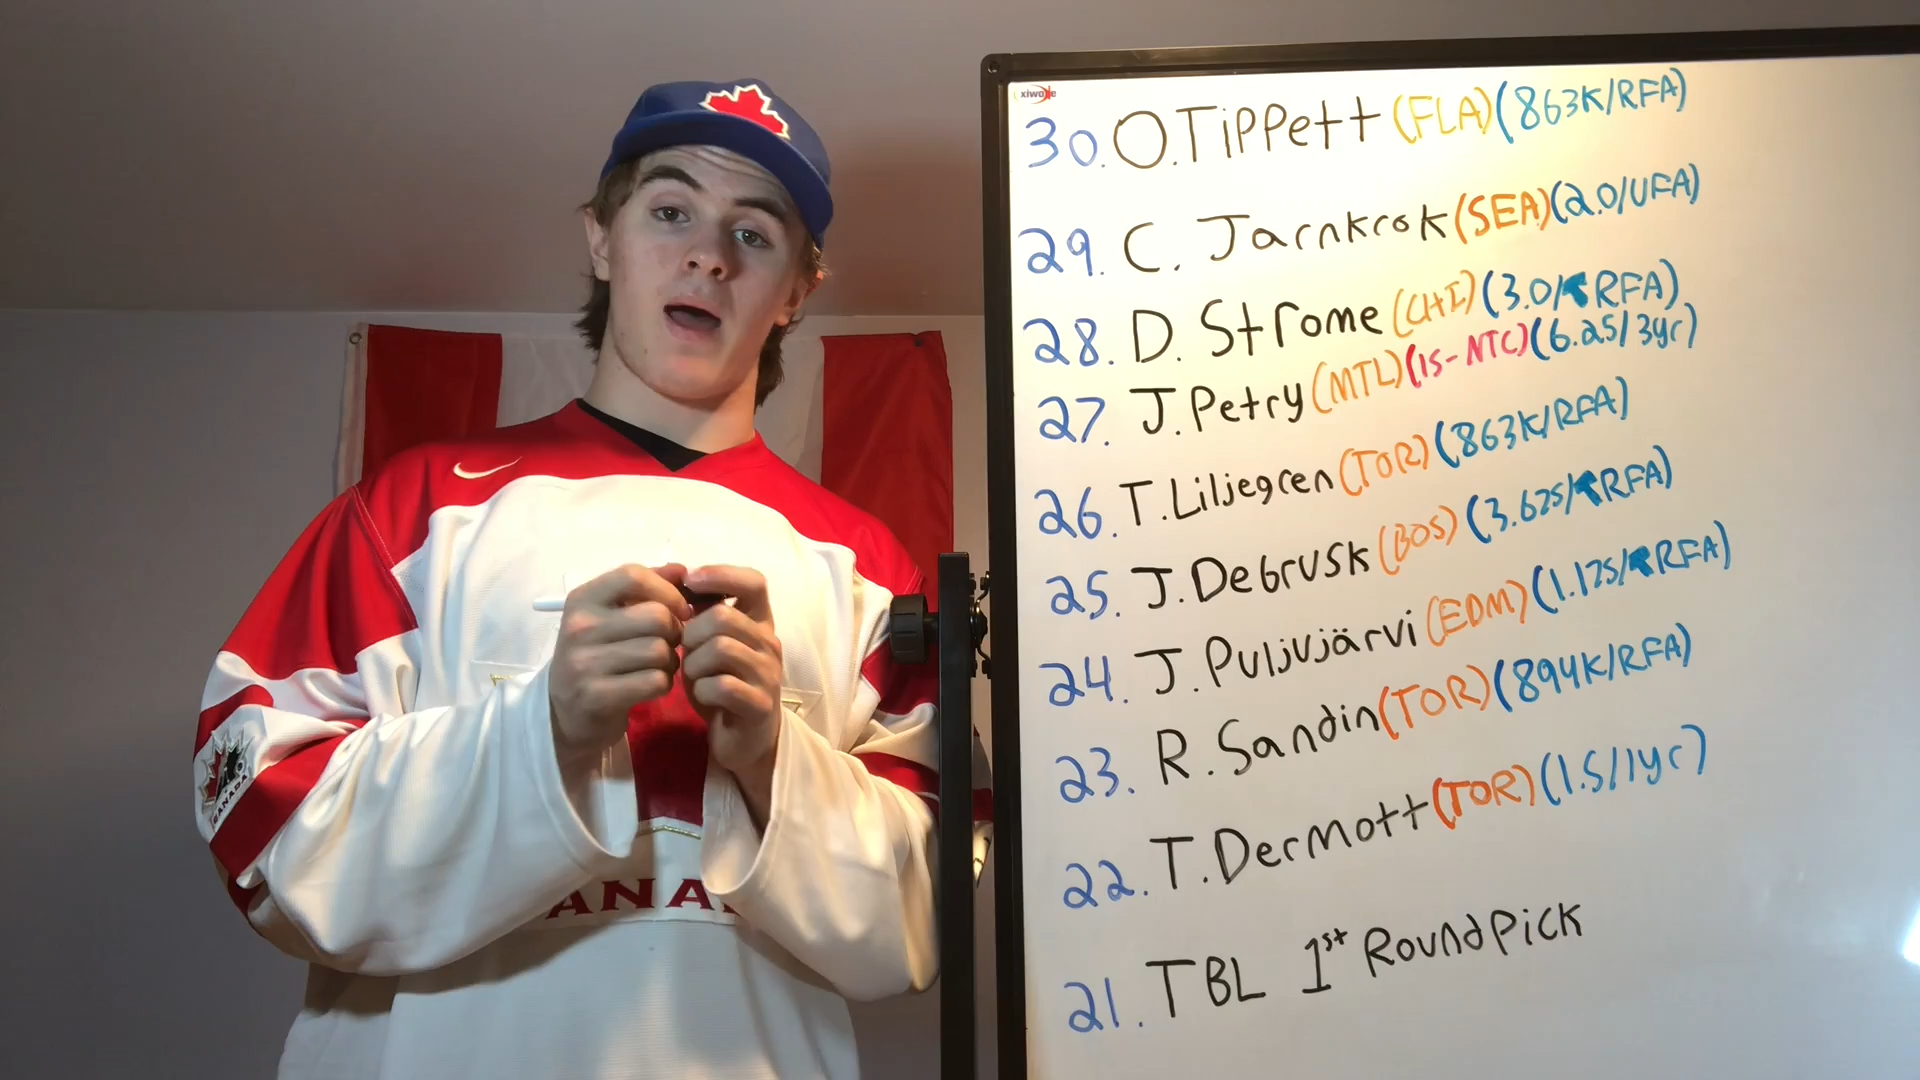 xiwode
30. O.Tippett (FLA)(863K/RFA)
29. C. Jarnkrok (SEA)(2.0/UFA)
28. D. Strome (CHI)(3.0/RFA)
27. J.Petry (MTL)(15-NTC)(6.25/3yr)
26. T.Liljegren (TOR)(863K/RFA)
25. J.Debrusk (BOS)(3.675/RFA)
24. J.Puljujärvi (EDM)(1.175/RFA)
23. R.Sandin (TOR)(894K/RFA)
22. T.Dermott (TOR)(1.5/1yr)
21. TBL 1st Round Pick
CANADA
ANA